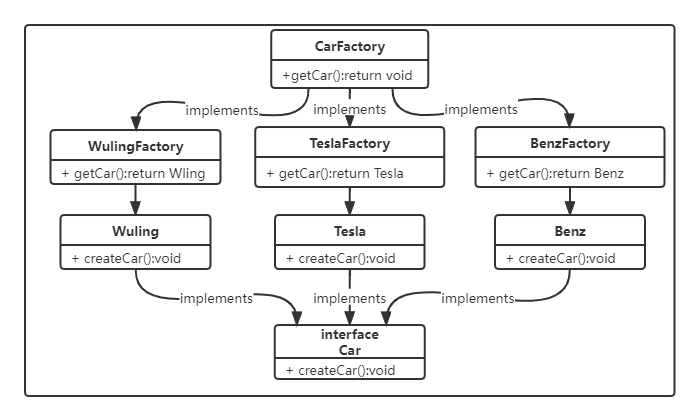 CarFactory
+getCar():return void
implements
implements
implements
WulingFactory
+ getCar():return Wling
TeslaFactory
+ getCar():return Tesla
BenzFactory
+ getCar():return Benz
Wuling
+ createCar():void
Tesla
+ createCar():void
Benz
+ createCar():void
implements
implements
implements
interface
Car
+ createCar():void